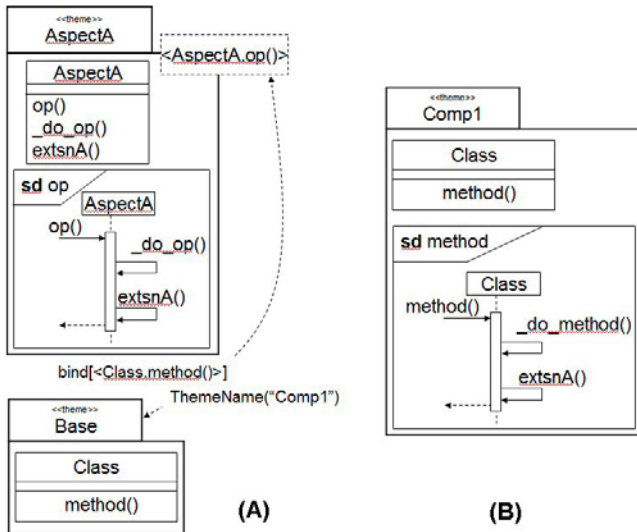 <<theme>>
AspectA
<AspectA.op()>
AspectA
op()
_do_op()
extsnA()
sd op
AspectA
op()
_do_op()
extsnA()
bind[<Class.method()>]
ThemeName("Comp1")
<<theme>>
Base
Class
method()
(A)
<<theme>>
Comp1
Class
method()
sd method
Class
method()
_do_method()
extsnA()
(B)